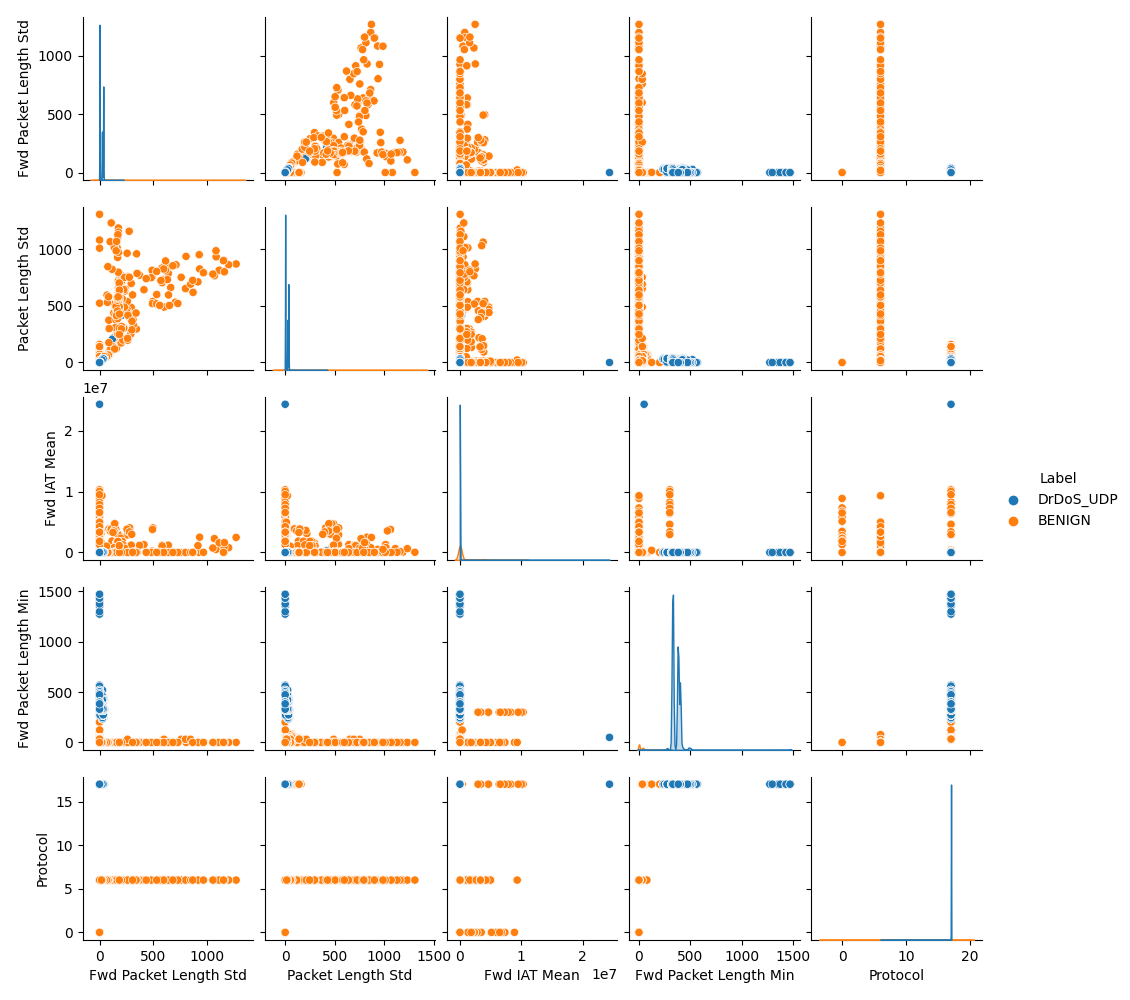 Fwd Packet Length Std
1000
500
0
Packet Length Std
1000
500
0
1e7
Fwd IAT Mean
2
1
0
Label
DrDoS_UDP
BENIGN
Fwd Packet Length Min
1500
1000
500
0
Protocol
15
10
5
0
0 500 1000
0 500 1000 1500
0 1 2
0 500 1000 1500
0 10 20
1e7
Fwd Packet Length Std
Packet Length Std
Fwd IAT Mean
Fwd Packet Length Min
Protocol